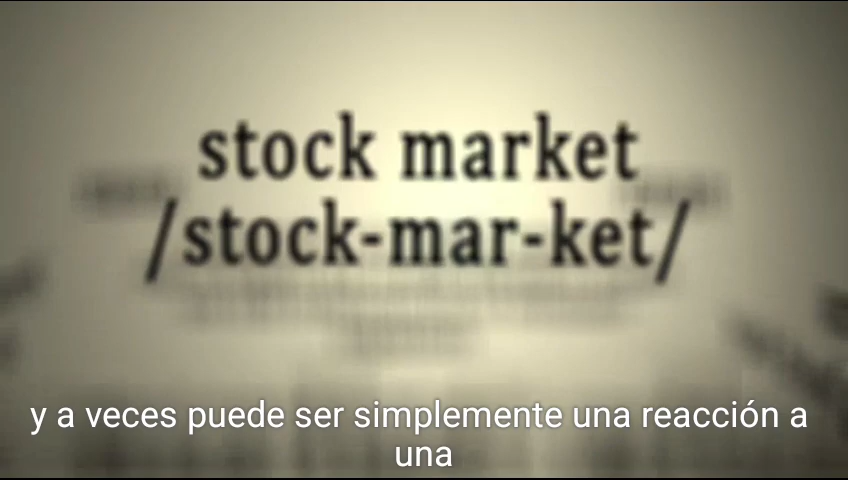 stock market
/stock-mar-ket/
y a veces puede ser simplemente una reacción a
una